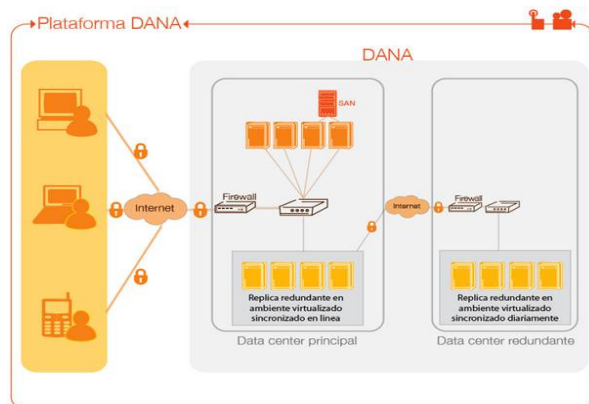 Plataforma DANA
DANA
SAN
Firewall
Internet
Replica redundante en
ambiente virtualizado
sincronizado en linea
Data center principal
Internet
Firewall
Replica redundante en
ambiente virtualizado
sincronizado diariamente
Data center redundante